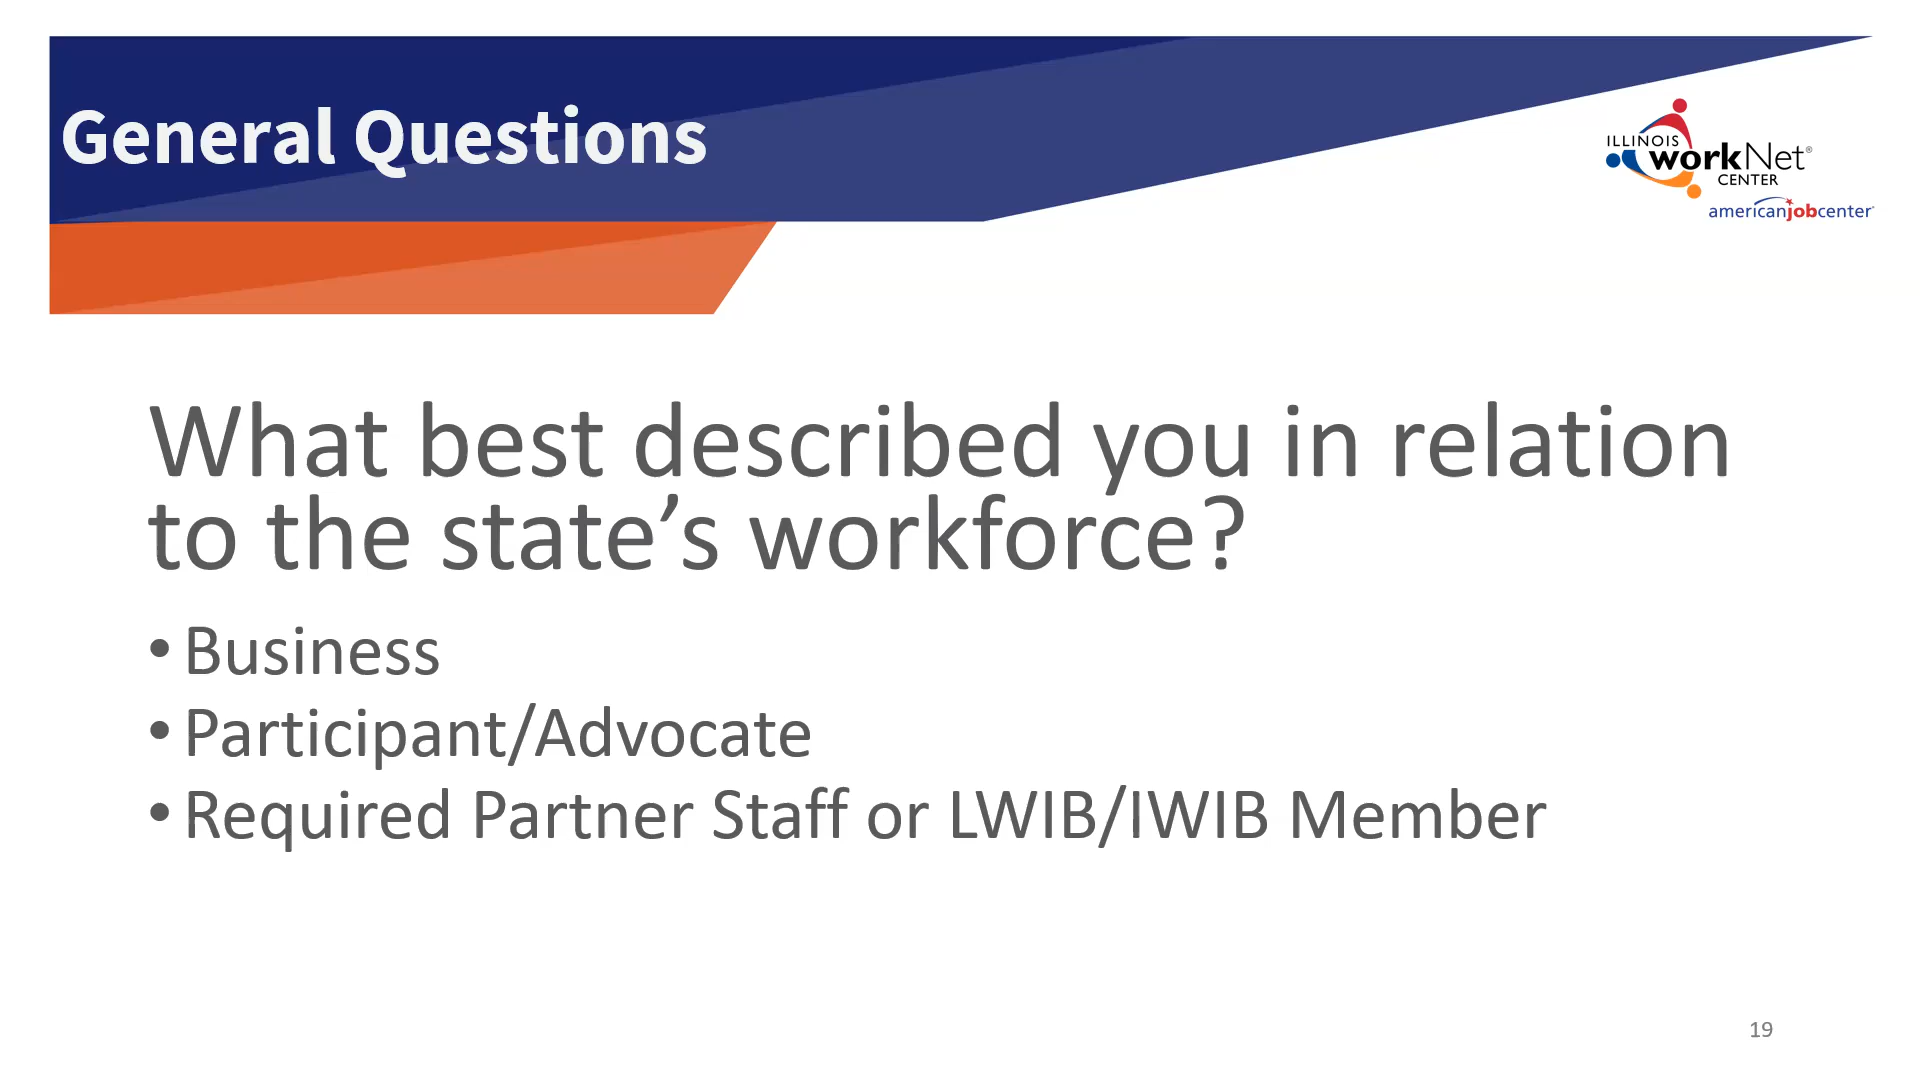 General Questions
ILLINOIS
workNet®
CENTER
americanjobcenter®
What best described you in relation
to the state’s workforce?
• Business
• Participant/Advocate
• Required Partner Staff or LWIB/IWIB Member
19